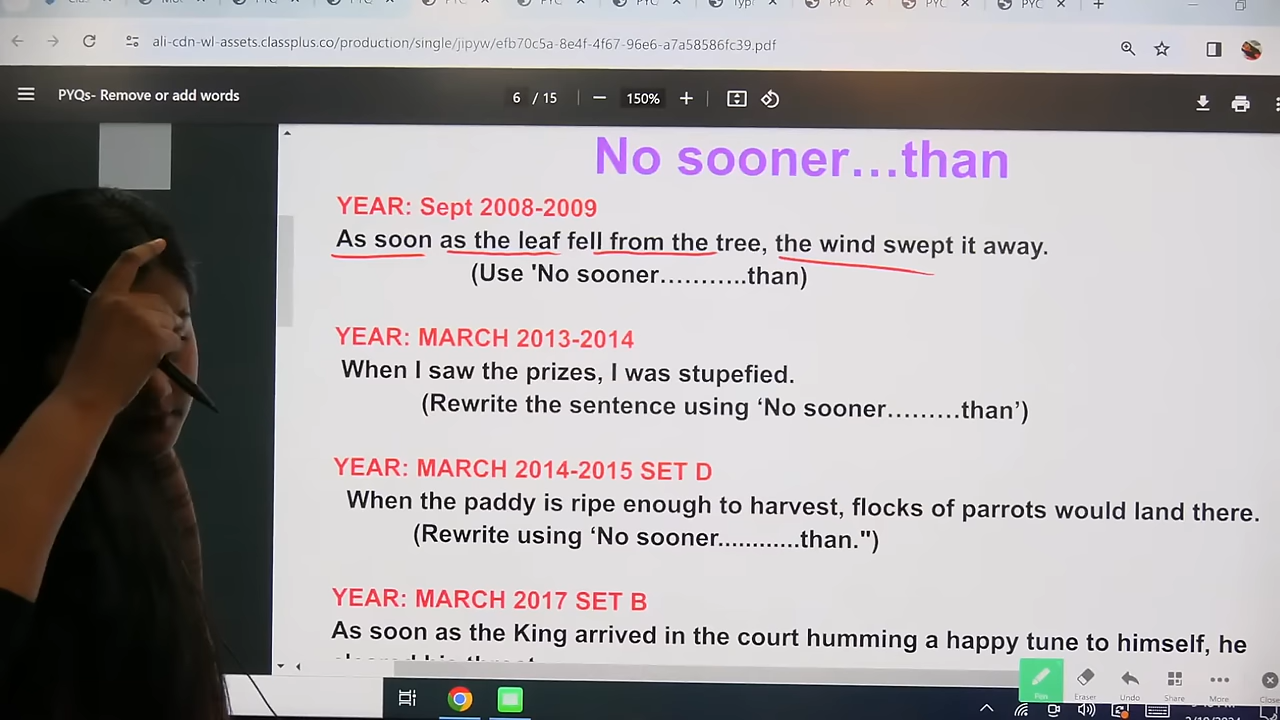 ali-cdn-wl-assets.classplus.co/production/single/jipyw/efb70c5a-8e4f-4f67-96e6-a7a58586fc39.pdf
PYQs- Remove or add words
6 / 15
150%
No sooner…than
YEAR: Sept 2008-2009
As soon as the leaf fell from the tree, the wind swept it away.
(Use 'No sooner………..than)
YEAR: MARCH 2013-2014
When I saw the prizes, I was stupefied.
(Rewrite the sentence using ‘No sooner………than’)
YEAR: MARCH 2014-2015 SET D
When the paddy is ripe enough to harvest, flocks of parrots would land there.
(Rewrite using ‘No sooner............than.")
YEAR: MARCH 2017 SET B
As soon as the King arrived in the court humming a happy tune to himself, he
Eraser
Undo
Share
More